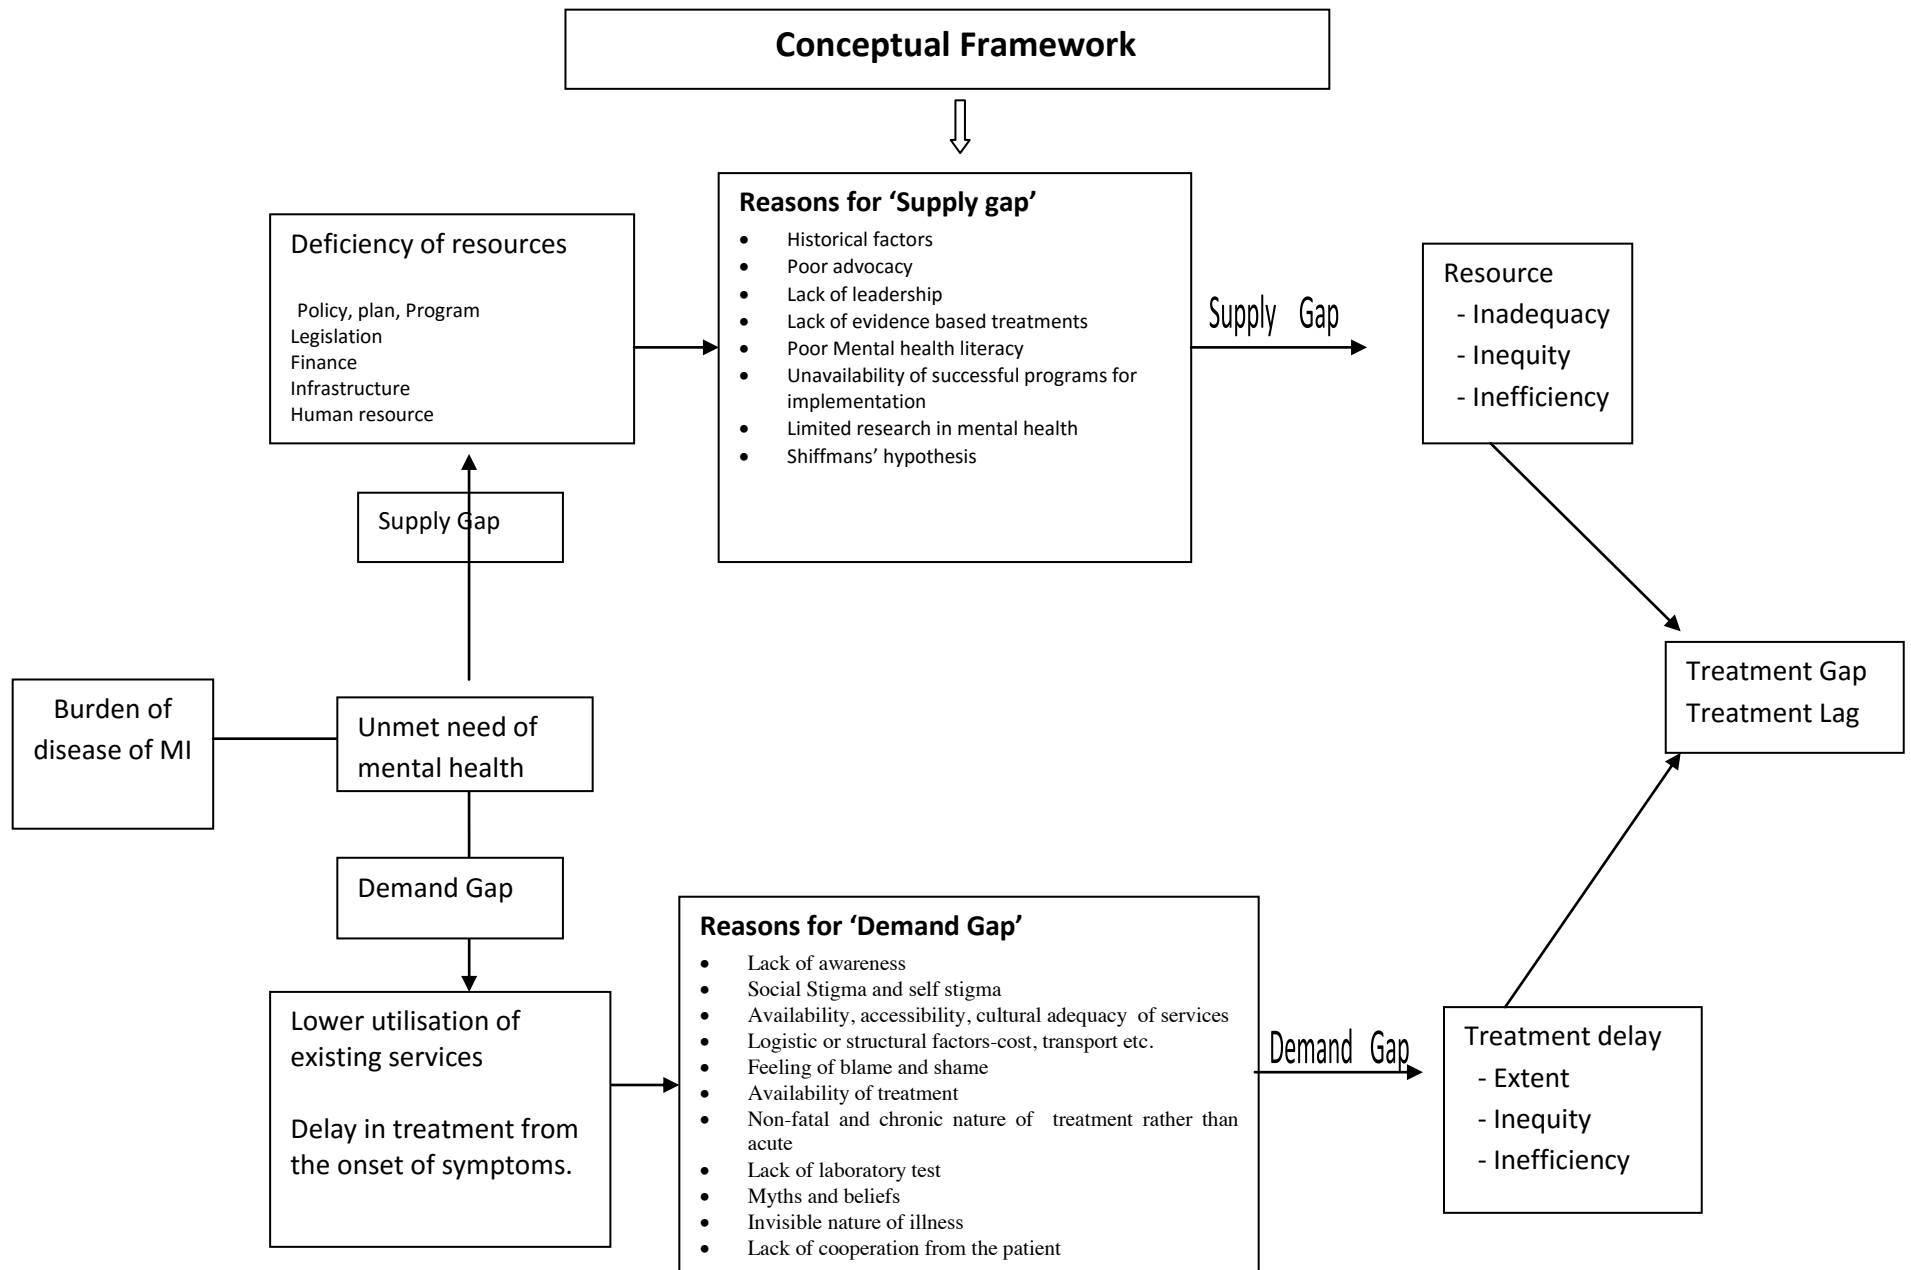 Conceptual Framework
Reasons for ‘Supply gap’
• Historical factors
• Poor advocacy
• Lack of leadership
• Lack of evidence based treatments
• Poor Mental health literacy
• Unavailability of successful programs for
implementation
• Limited research in mental health
• Shiffmans’ hypothesis
Deficiency of resources
Policy, plan, Program
Legislation
Finance
Infrastructure
Human resource
Supply Gap
Resource
- Inadequacy
- Inequity
- Inefficiency
Supply Gap
Burden of
disease of MI
Unmet need of
mental health
Treatment Gap
Treatment Lag
Demand Gap
Lower utilisation of
existing services
Delay in treatment from
the onset of symptoms.
Reasons for ‘Demand Gap’
• Lack of awareness
• Social Stigma and self stigma
• Availability, accessibility, cultural adequacy of services
• Logistic or structural factors-cost, transport etc.
• Feeling of blame and shame
• Availability of treatment
• Non-fatal and chronic nature of treatment rather than
acute
• Lack of laboratory test
• Myths and beliefs
• Invisible nature of illness
• Lack of cooperation from the patient
Demand Gap
Treatment delay
- Extent
- Inequity
- Inefficiency